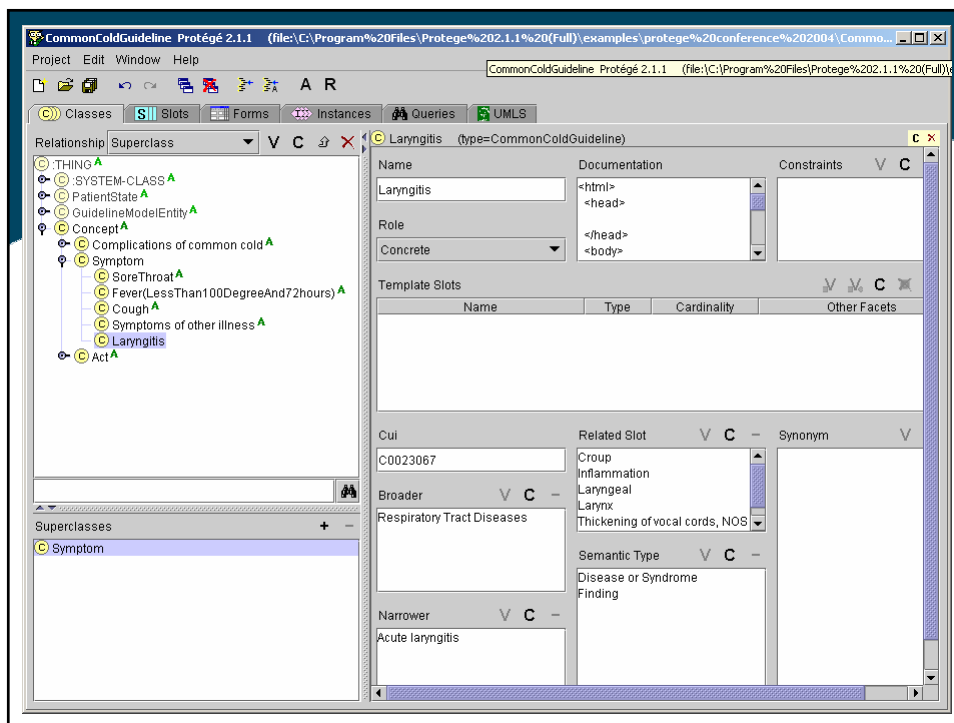 CommonColdGuideline Protégé 2.1.1 (file:\C:\Program%20Files\Protege%202.1.1%20(Full)\examples\protege%20conference%202004\Commo...
Project Edit Window Help
CommonColdGuideline Protégé 2.1.1 (file:\C:\Program%20Files\Protege%202.1.1%20(Full)\e
A R
C Classes S Slots Forms Instances Queries UMLS
Relationship Superclass V C
C :THING A
C :SYSTEM-CLASS A
C PatientState A
C GuidelineModelEntity A
C Concept A
C Complications of common cold A
C Symptom
C SoreThroat A
C Fever(LessThan100DegreeAnd72hours) A
C Cough A
C Symptoms of other illness A
C Laryngitis
C Act A
Superclasses + -
C Symptom
C Laryngitis (type=CommonColdGuideline) C x
Name
Laryngitis
Role
Concrete
Documentation
<html>
<head>
</head>
<body>
Constraints V C
Template Slots V V C
Name Type Cardinality Other Facets
Cui
C0023067
Broader V C -
Respiratory Tract Diseases
Narrower V C -
Acute laryngitis
Related Slot V C -
Croup
Inflammation
Laryngeal
Larynx
Thickening of vocal cords, NOS
Semantic Type V C -
Disease or Syndrome
Finding
Synonym V